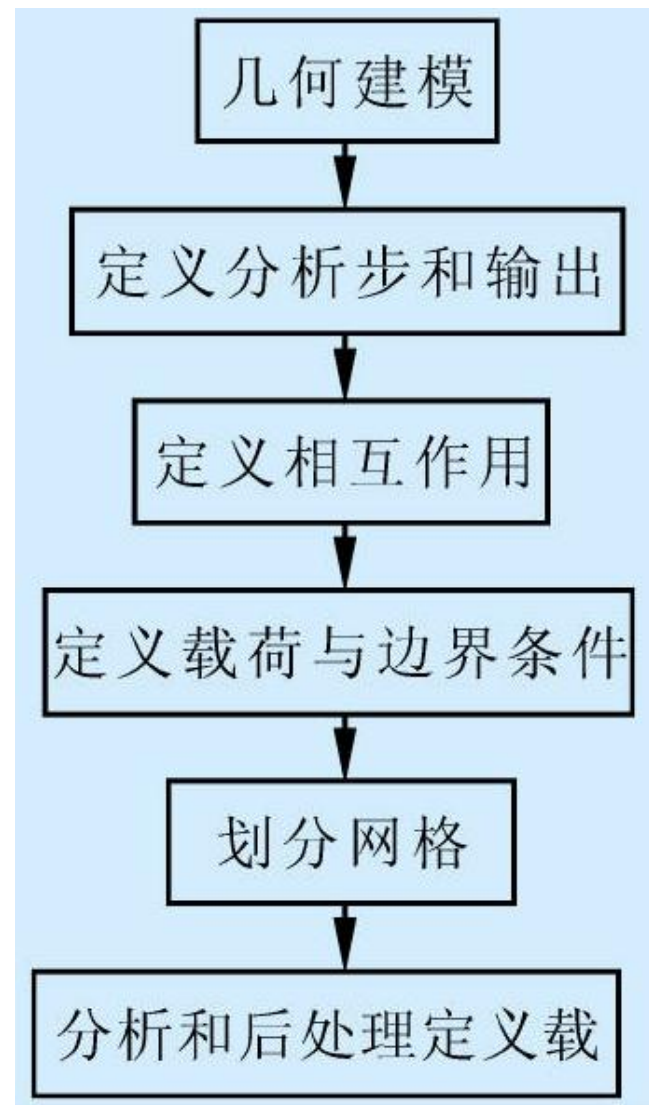 几何建模
定义分析步和输出
定义相互作用
定义载荷与边界条件
划分网格
分析和后处理定义载